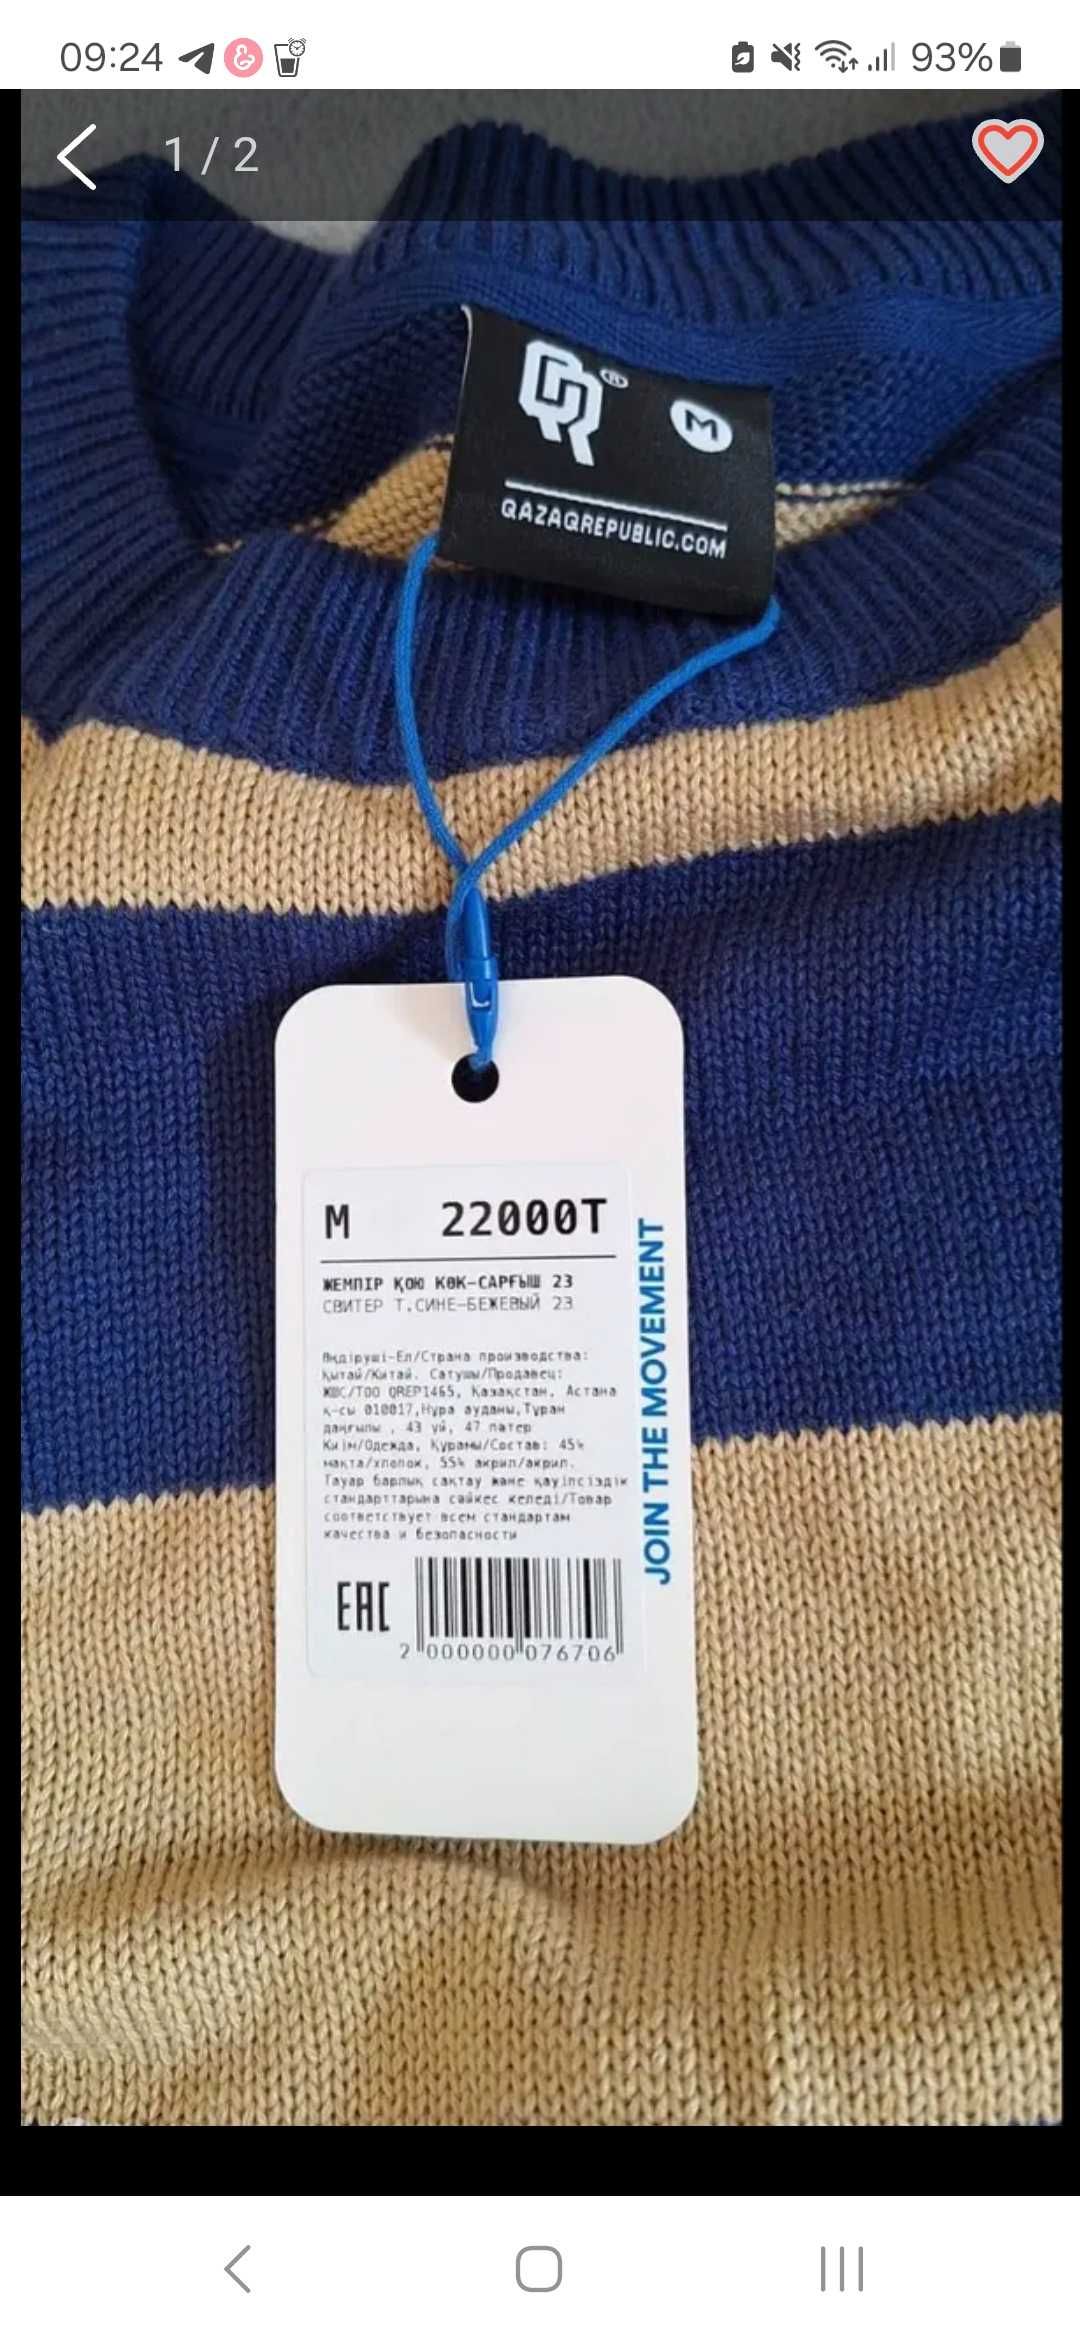 09:24
93%
1 / 2
QR®
M
QAZAQREPUBLIC.COM
M 22000T
ЖЕМПІР ҚОЮ КӨК-САРҒЫШ 23
СВИТЕР Т.СИНЕ-БЕЖЕВЫЙ 23
Өндіруші-Ел/Страна производства:
Қытай/Китай. Сатушы/Продавец:
ЖШС/ТОО QREP1465, Казакстан, Астана
қ-сы 010017,Нұра ауданы,Тұран
даңғылы , 43 үй, 47 пәтер
Киім/Одежда, Құрамы/Состав: 45%
мақта/хлопок, 55% акрил/акрил.
Тауар барлық сақтау және қауіпсіздік
стандарттарына сәйкес келеді/Товар
соответствует всем стандартам
качества и безопасности
JOIN THE MOVEMENT
EAC
2 000000 076706